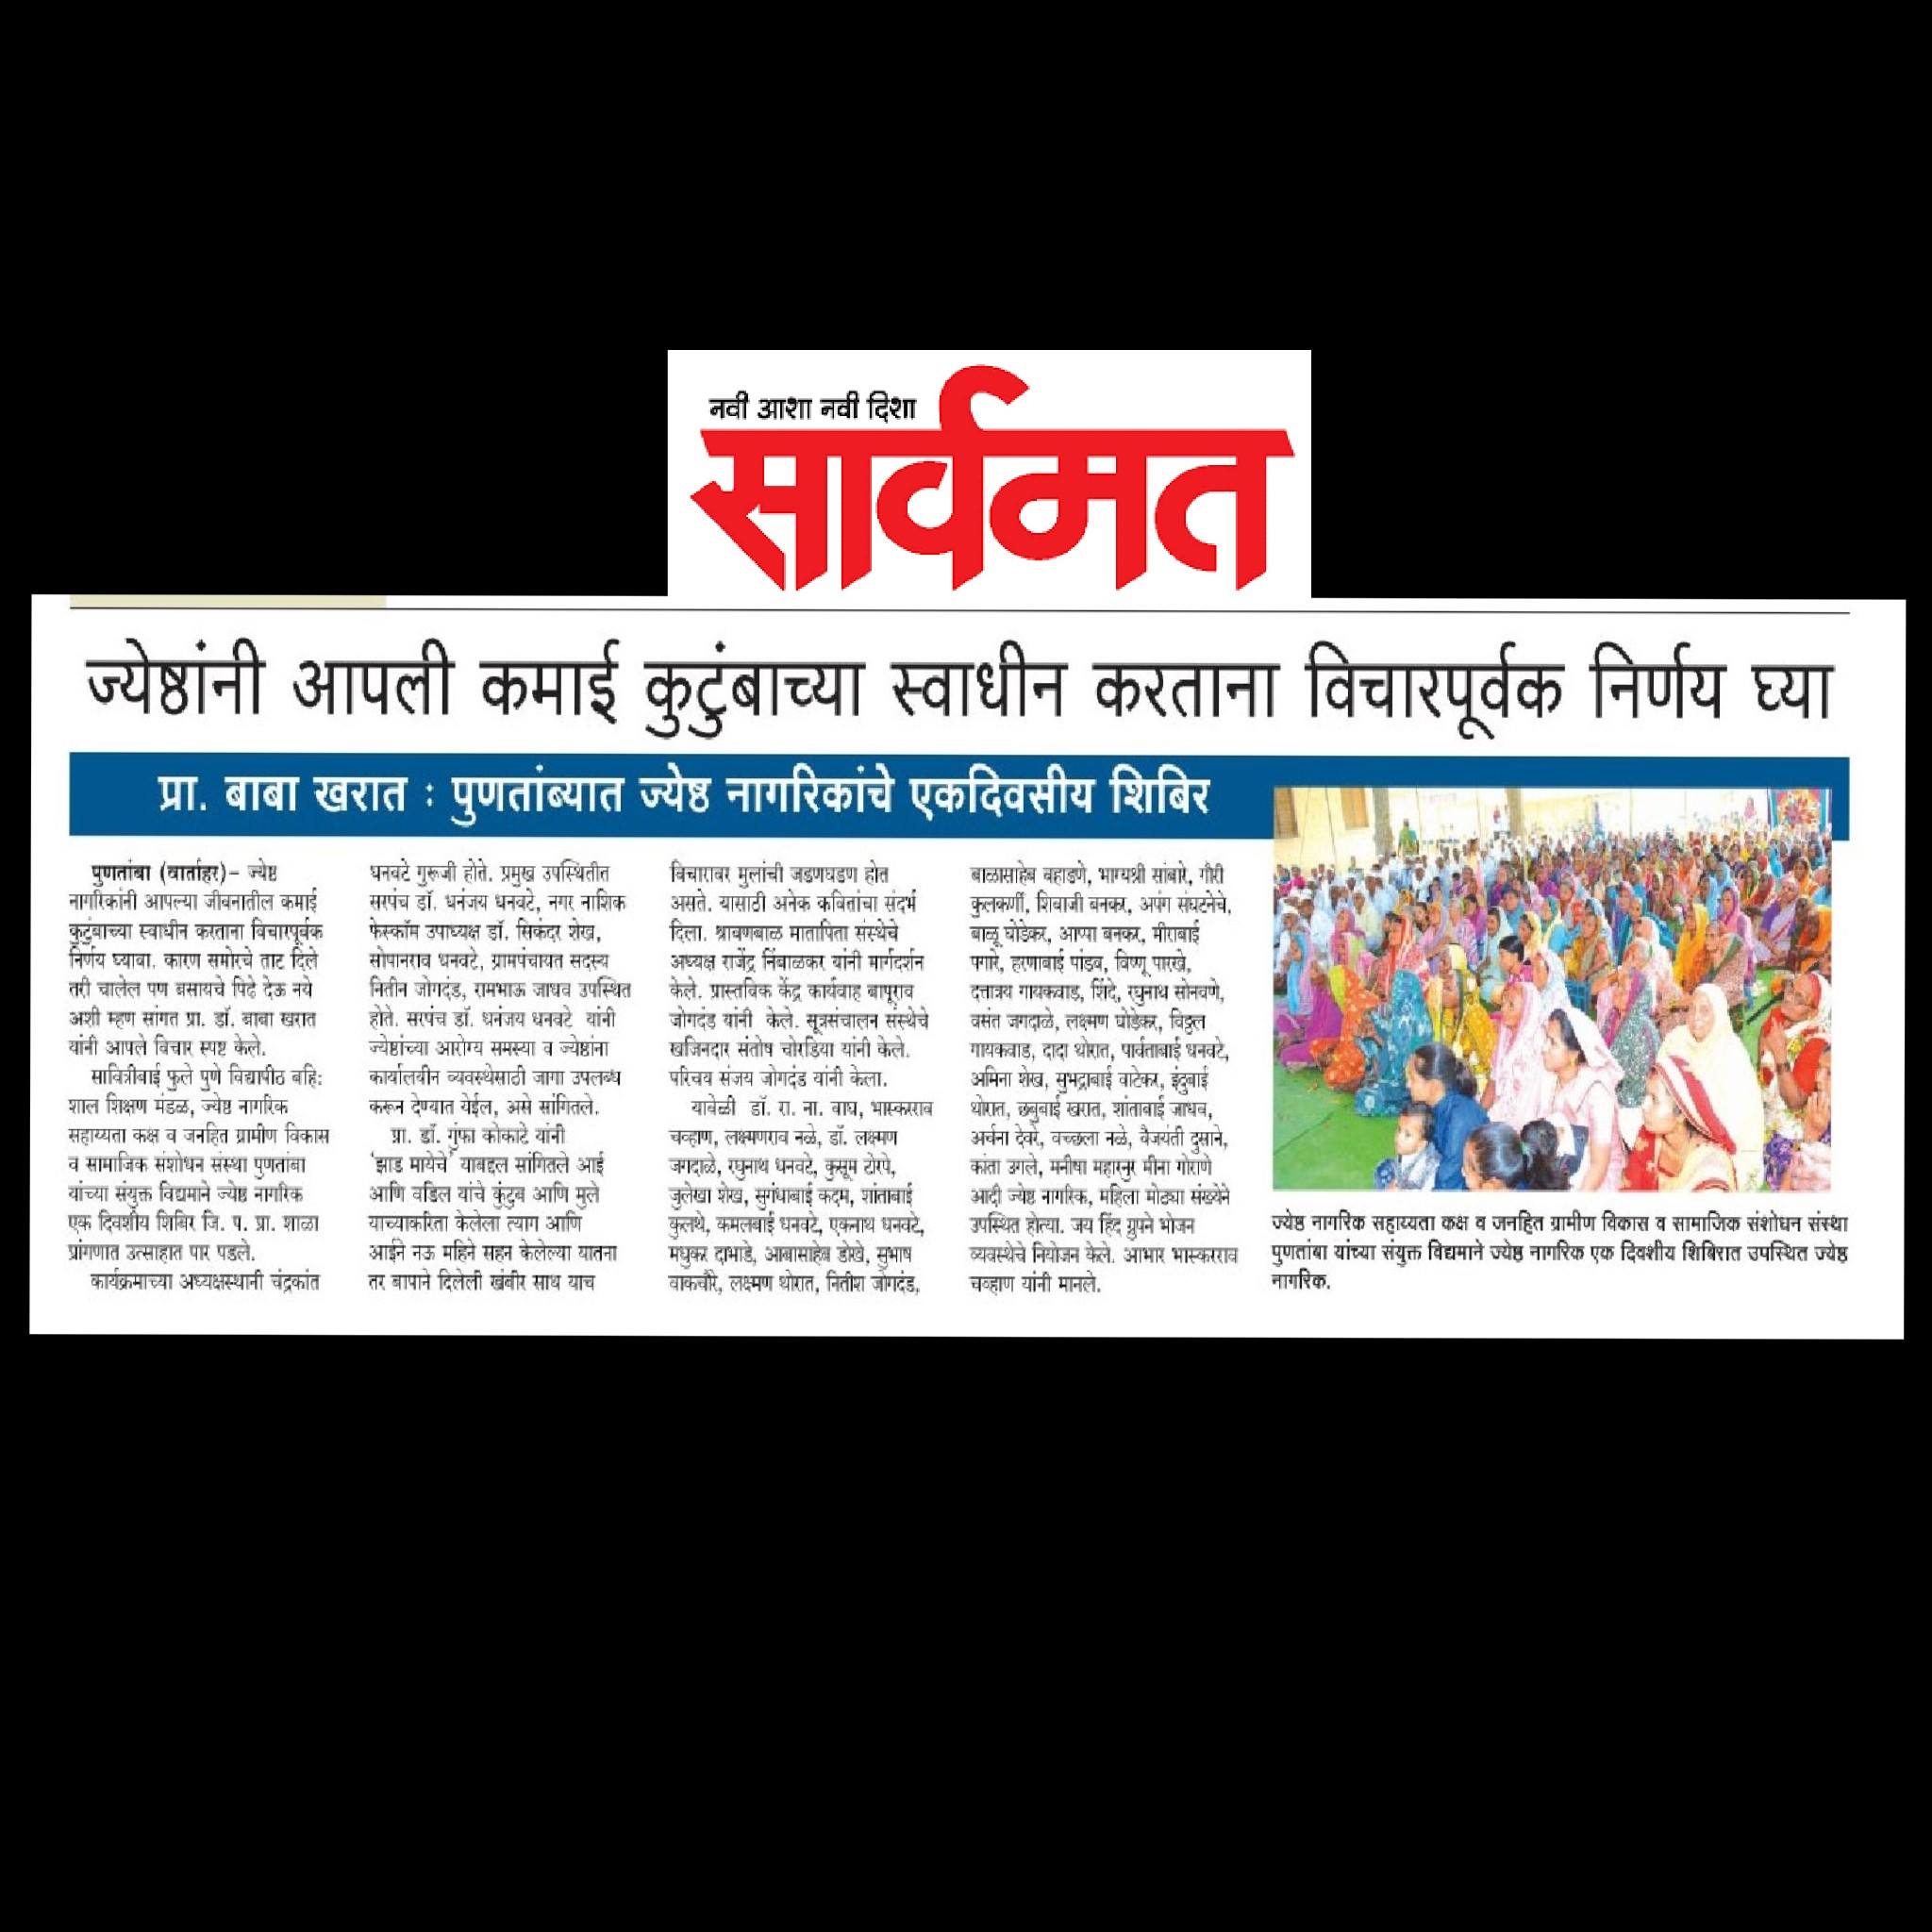 नवी आशा नवी दिशा
सार्वमत
ज्येष्ठांनी आपली कमाई कुटुंबाच्या स्वाधीन करताना विचारपूर्वक निर्णय घ्या
प्रा. बाबा खरात : पुणतांब्यात ज्येष्ठ नागरिकांचे एकदिवसीय शिबिर
पुणतांबा (वार्ताहर)- ज्येष्ठ
नागरिकांनी आपल्या जीवनातील कमाई
कुटुंबाच्या स्वाधीन करताना विचारपूर्वक
निर्णय घ्यावा. कारण समोरचे ताट दिले
तरी चालेल पण बसायचे पिढे देऊ नये
अशी म्हण सांगत प्रा. डॉ. बाबा खरात
यांनी आपले विचार स्पष्ट केले.
सावित्रीबाई फुले पुणे विद्यापीठ बहि:
शाल शिक्षण मंडळ, ज्येष्ठ नागरिक
सहाय्यता कक्ष व जनहित ग्रामीण विकास
व सामाजिक संशोधन संस्था पुणतांबा
यांच्या संयुक्त विद्यमाने ज्येष्ठ नागरिक
एक दिवशीय शिबिर जि. प. प्रा. शाळा
प्रांगणात उत्साहात पार पडले.
कार्यक्रमाच्या अध्यक्षस्थानी चंद्रकांत
धनवटे गुरूजी होते. प्रमुख उपस्थितीत
सरपंच डॉ. धनंजय धनवटे, नगर नाशिक
फेस्कॉम उपाध्यक्ष डॉ. सिकंदर शेख,
सोपानराव धनवटे, ग्रामपंचायत सदस्य
नितीन जोगदंड, रामभाऊ जाधव उपस्थित
होते. सरपंच डॉ. धनंजय धनवटे यांनी
ज्येष्ठांच्या आरोग्य समस्या व ज्येष्ठांना
कार्यालवीन व्यवस्थेसाठी जागा उपलब्ध
करून देण्यात येईल, असे सांगितले.
प्रा. डॉ. गुंफा कोकाटे यांनी
'झाड मायेचे' याबद्दल सांगितले आई
आणि वडिल यांचे कुंटुब आणि मुले
याच्याकरिता केलेला त्याग आणि
आईने नऊ महिने सहन केलेल्या यातना
तर बापाने दिलेली खंबीर साथ याच
विचारावर मुलांची जडणघडण होत
असते. यासाठी अनेक कवितांचा संदर्भ
दिला. श्रावणबाळ मातापिता संस्थेचे
अध्यक्ष राजेंद्र निंबाळकर यांनी मार्गदर्शन
केले. प्रास्तविक केंद्र कार्यवाह बापूराव
जोगदंड यांनी केले. सूत्रसंचालन संस्थेचे
खजिनदार संतोष चोरडिया यांनी केले.
परिचय संजय जोगदंड यांनी केला.
यावेळी डॉ. रा. ना. वाघ, भास्करराव
चव्हाण, लक्ष्मणराव नळे, डॉ. लक्ष्मण
जगदाळे, रघुनाथ धनवटे, कुसूम टोरपे,
जुलेखा शेख, सुगंधाबाई कदम, शांताबाई
कुलथे, कमलबाई धनवटे, एकनाथ धनवटे,
मधुकर दाभाडे, आबासाहेब डोखे, सुभाष
वाकचौरे, लक्ष्मण थोरात, नितीश जोगदंड,
बाळासाहेब वहाडणे, भाग्यश्री सांबारे, गौरी
कुलकर्णी, शिवाजी बनकर, अपंग संघटनेचे,
बाळू घोडेकर, आप्पा बनकर, मीराबाई
पगारे, हरणाबाई पांडव, विष्णू पारखे,
दत्तात्रय गायकवाड, शिंदे, रघुनाथ सोनवणे,
वसंत जगदाळे, लक्ष्मण घोडेकर, विठ्ठल
गायकवाड, दादा थोरात, पार्वताबाई धनवटे,
अमिना शेख, सुभद्राबाई वाटेकर, इंदुबाई
थोरात, छबुबाई खरात, शांताबाई जाधव,
अर्चना देवरे, वच्छला नळे, वैजयंती दुसाने,
कांता उगले, मनीषा महारनुर मीना गोराणे
आदी ज्येष्ठ नागरिक, महिला मोठ्या संख्येने
उपस्थित होत्या. जय हिंद ग्रुपने भोजन
व्यवस्थेचे नियोजन केले. आभार भास्करराव
चव्हाण यांनी मानले.
ज्येष्ठ नागरिक सहाय्यता कक्ष व जनहित ग्रामीण विकास व सामाजिक संशोधन संस्था
पुणतांबा यांच्या संयुक्त विद्यमाने ज्येष्ठ नागरिक एक दिवशीय शिबिरात उपस्थित ज्येष्ठ
नागरिक.